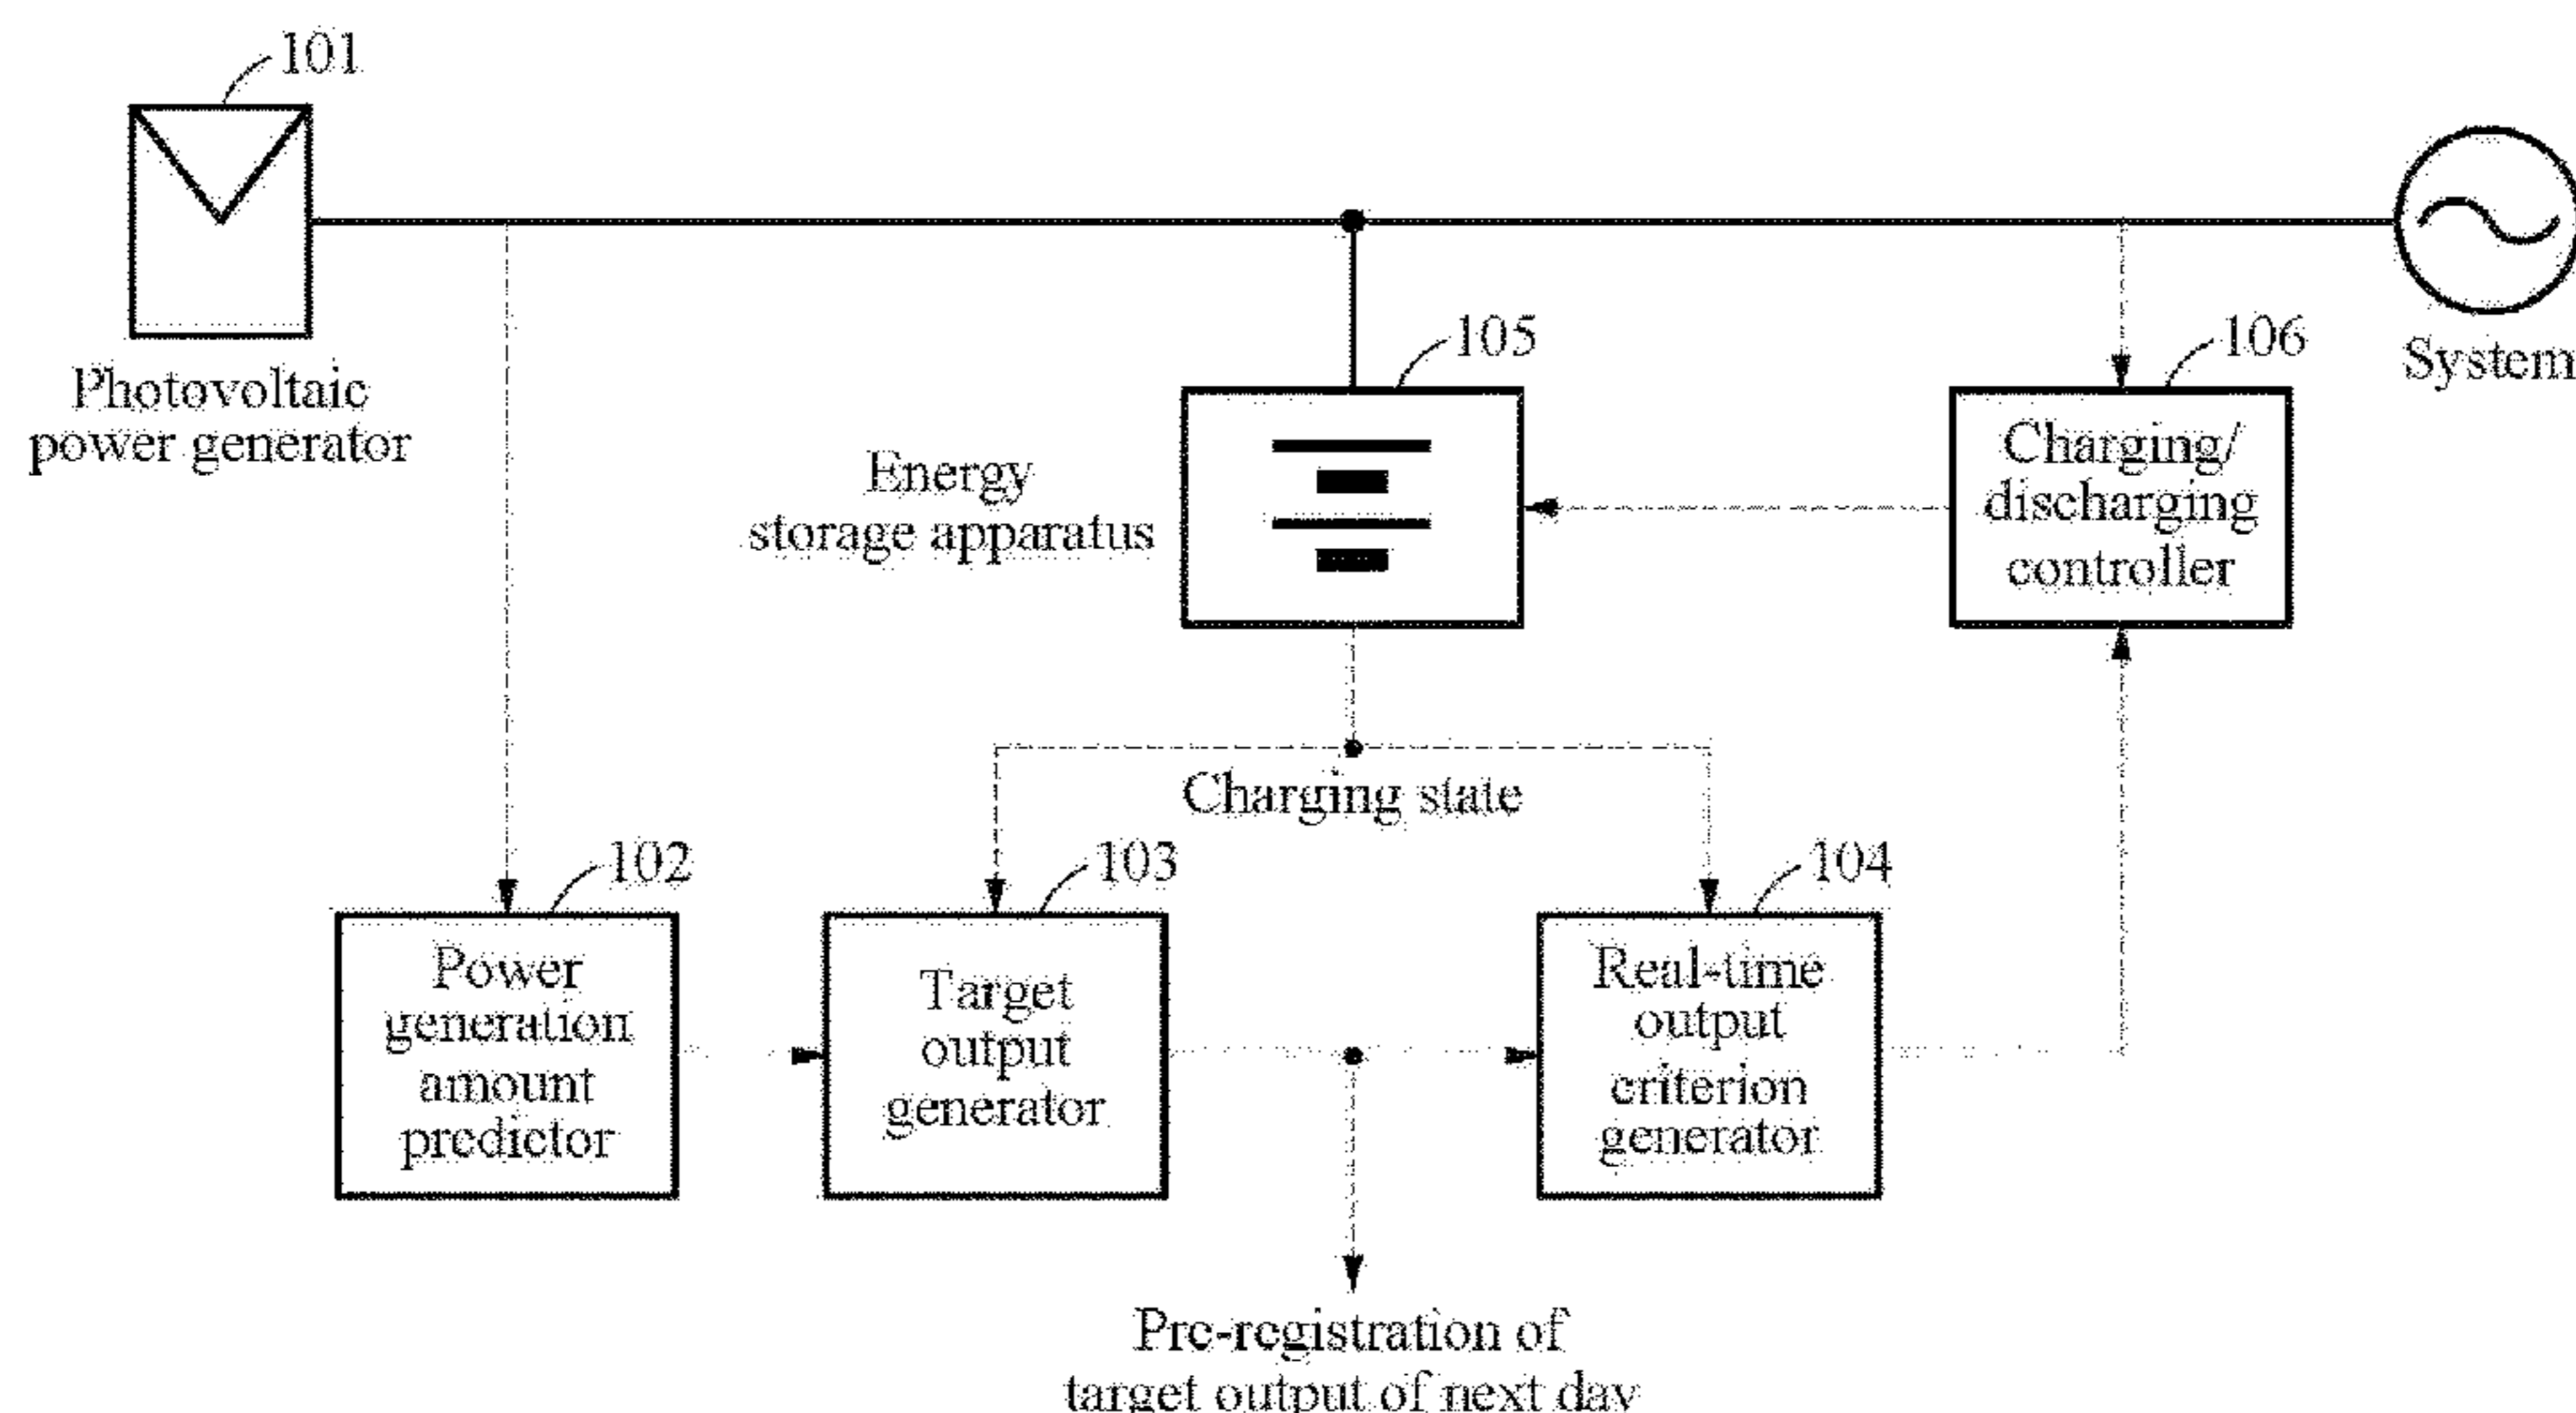 101
Photovoltaic
power generator
System
105
Energy
storage apparatus
106
Charging/
discharging
controller
Charging state
102
Power
generation
amount
predictor
103
Target
output
generator
104
Real-time
output
criterion
generator
Pre-registration of
target output of next day